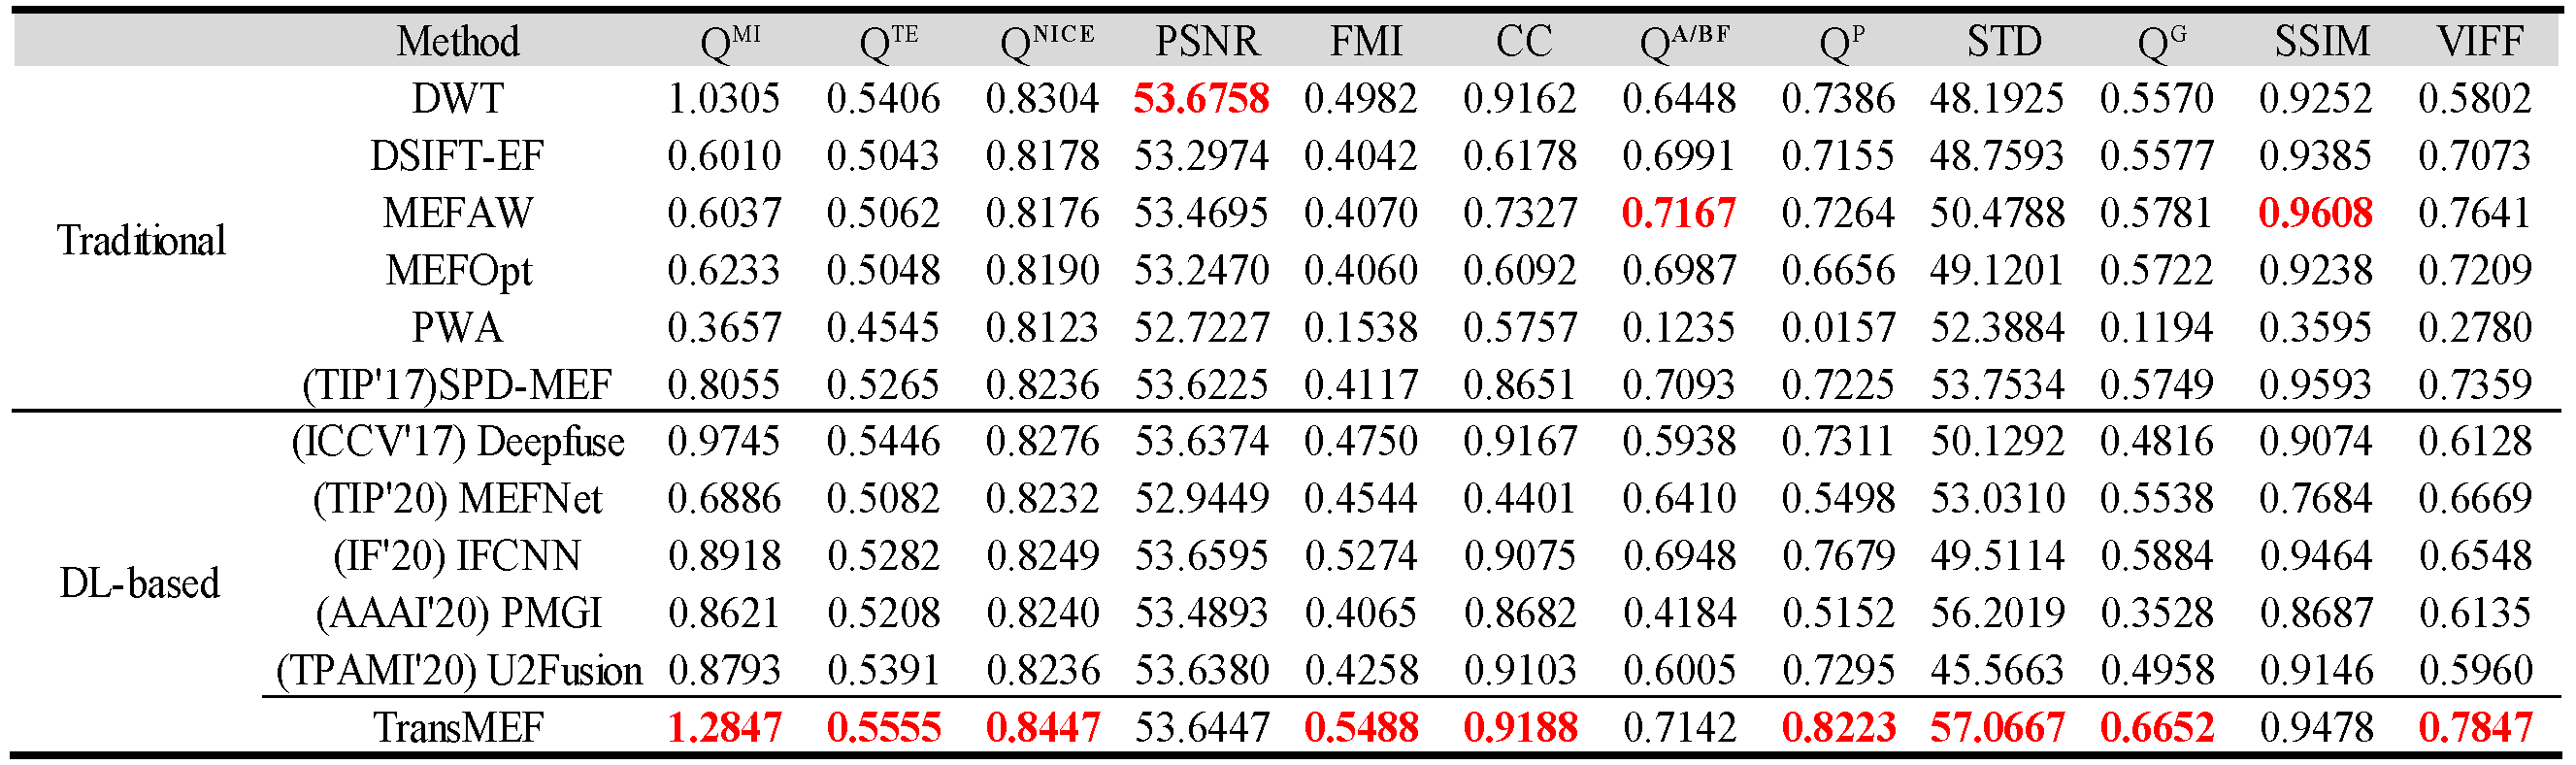 Method Q^MI Q^TE Q^NICE PSNR FMI CC Q^A/BF Q^P STD Q^G SSIM VIFF
DWT 1.0305 0.5406 0.8304 53.6758 0.4982 0.9162 0.6448 0.7386 48.1925 0.5570 0.9252 0.5802
DSIFT-EF 0.6010 0.5043 0.8178 53.2974 0.4042 0.6178 0.6991 0.7155 48.7593 0.5577 0.9385 0.7073
MEFAW 0.6037 0.5062 0.8176 53.4695 0.4070 0.7327 0.7167 0.7264 50.4788 0.5781 0.9608 0.7641
Traditional
MEFOpt 0.6233 0.5048 0.8190 53.2470 0.4060 0.6092 0.6987 0.6656 49.1201 0.5722 0.9238 0.7209
PWA 0.3657 0.4545 0.8123 52.7227 0.1538 0.5757 0.1235 0.0157 52.3884 0.1194 0.3595 0.2780
(TIP'17)SPD-MEF 0.8055 0.5265 0.8236 53.6225 0.4117 0.8651 0.7093 0.7225 53.7534 0.5749 0.9593 0.7359
(ICCV'17) Deepfuse 0.9745 0.5446 0.8276 53.6374 0.4750 0.9167 0.5938 0.7311 50.1292 0.4816 0.9074 0.6128
(TIP'20) MEFNet 0.6886 0.5082 0.8232 52.9449 0.4544 0.4401 0.6410 0.5498 53.0310 0.5538 0.7684 0.6669
(IF'20) IFCNN 0.8918 0.5282 0.8249 53.6595 0.5274 0.9075 0.6948 0.7679 49.5114 0.5884 0.9464 0.6548
DL-based
(AAAI'20) PMGI 0.8621 0.5208 0.8240 53.4893 0.4065 0.8682 0.4184 0.5152 56.2019 0.3528 0.8687 0.6135
(TPAMI'20) U2Fusion 0.8793 0.5391 0.8236 53.6380 0.4258 0.9103 0.6005 0.7295 45.5663 0.4958 0.9146 0.5960
TransMEF 1.2847 0.5555 0.8447 53.6447 0.5488 0.9188 0.7142 0.8223 57.0667 0.6652 0.9478 0.7847